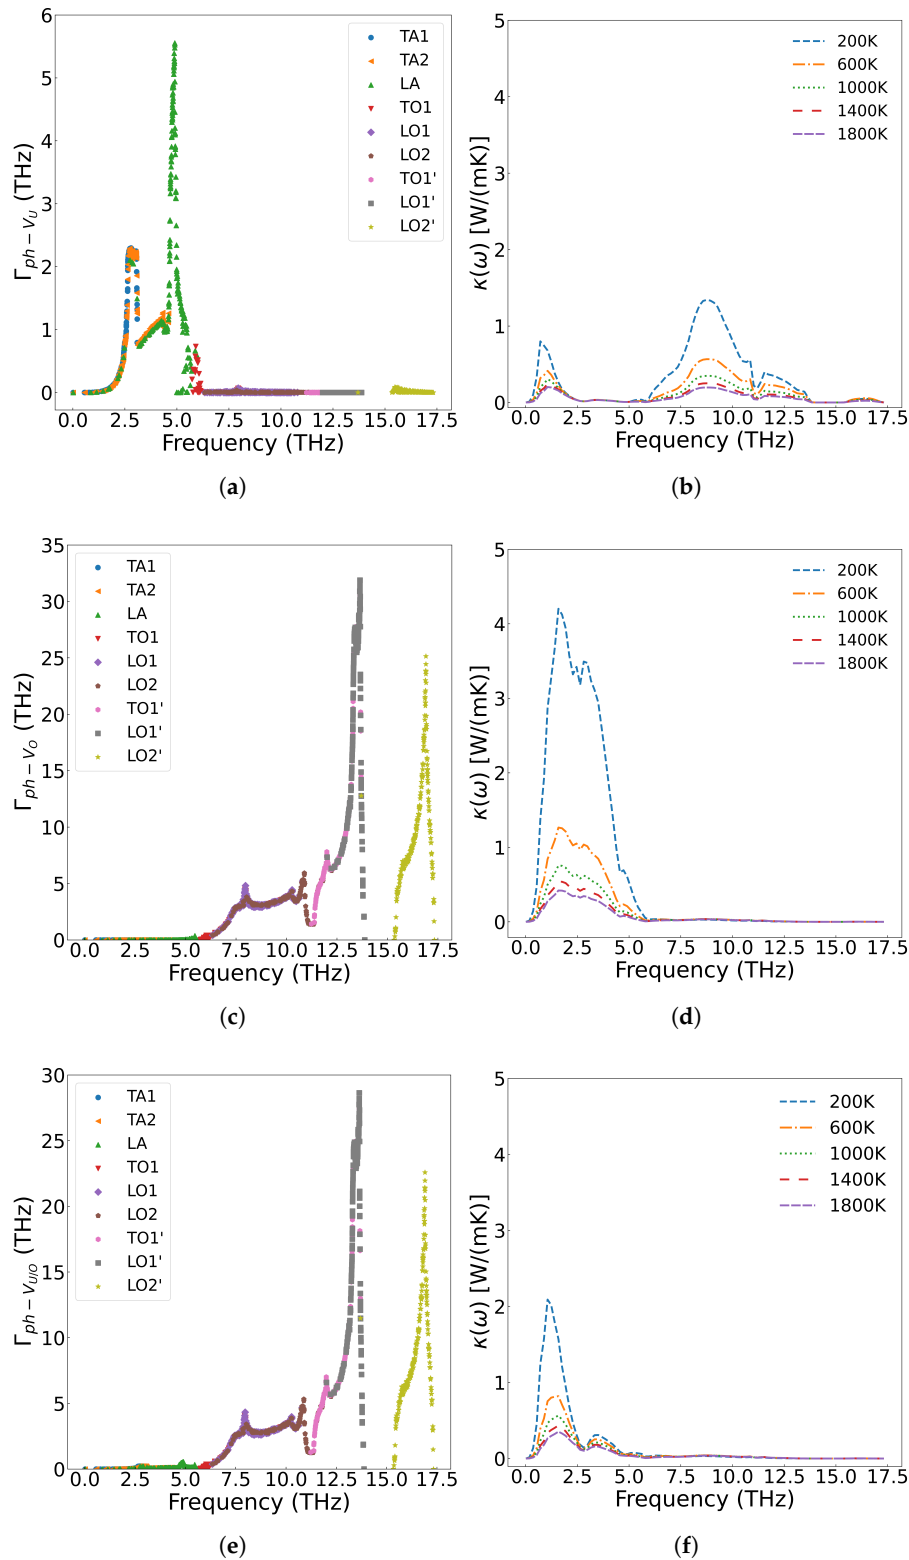 6
5
4
3
2
1
0
Γph−VU (THz)
TA1
TA2
LA
TO1
LO1
LO2
TO1'
LO1'
LO2'
0.0 2.5 5.0 7.5 10.0 12.5 15.0 17.5
Frequency (THz)
(a)
5
4
3
2
1
0
κ(ω) [W/(mK)]
200K
600K
1000K
1400K
1800K
0.0 2.5 5.0 7.5 10.0 12.5 15.0 17.5
Frequency (THz)
(b)
35
30
25
20
15
10
5
0
Γph−VO (THz)
TA1
TA2
LA
TO1
LO1
LO2
TO1'
LO1'
LO2'
0.0 2.5 5.0 7.5 10.0 12.5 15.0 17.5
Frequency (THz)
(c)
5
4
3
2
1
0
κ(ω) [W/(mK)]
200K
600K
1000K
1400K
1800K
0.0 2.5 5.0 7.5 10.0 12.5 15.0 17.5
Frequency (THz)
(d)
30
25
20
15
10
5
0
Γph−VU/O (THz)
TA1
TA2
LA
TO1
LO1
LO2
TO1'
LO1'
LO2'
0.0 2.5 5.0 7.5 10.0 12.5 15.0 17.5
Frequency (THz)
(e)
5
4
3
2
1
0
κ(ω) [W/(mK)]
200K
600K
1000K
1400K
1800K
0.0 2.5 5.0 7.5 10.0 12.5 15.0 17.5
Frequency (THz)
(f)